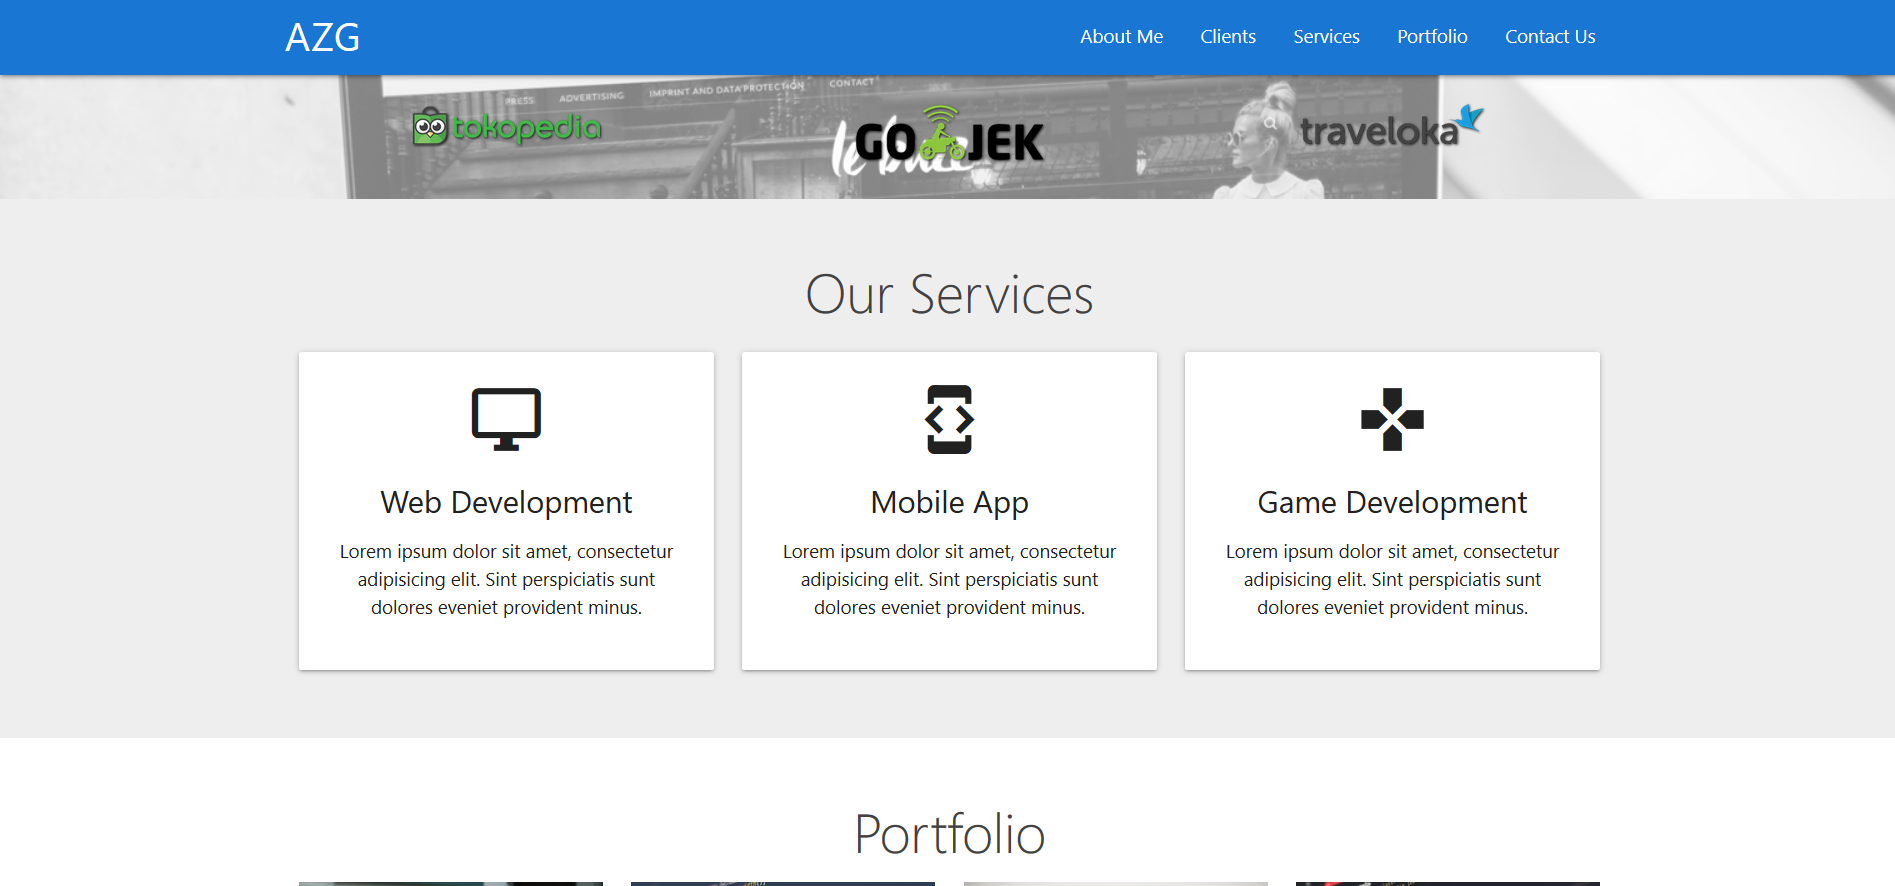 AZG
About Me
Clients
Services
Portfolio
Contact Us
PRESS
ADVERTISING
IMPRINT AND DATA PROTECTION
CONTACT
tokopedia
GO JEK
traveloka
Our Services
Web Development
Lorem ipsum dolor sit amet, consectetur
adipisicing elit. Sint perspiciatis sunt
dolores eveniet provident minus.
Mobile App
Lorem ipsum dolor sit amet, consectetur
adipisicing elit. Sint perspiciatis sunt
dolores eveniet provident minus.
Game Development
Lorem ipsum dolor sit amet, consectetur
adipisicing elit. Sint perspiciatis sunt
dolores eveniet provident minus.
Portfolio